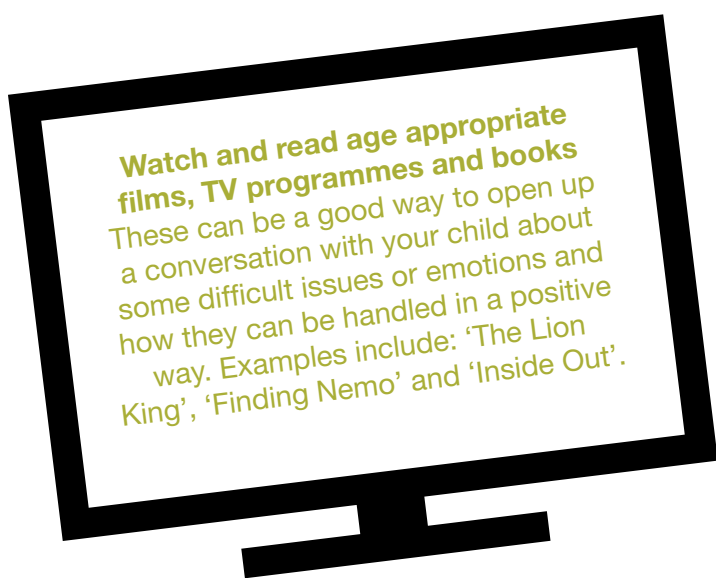 Watch and read age appropriate
films, TV programmes and books
These can be a good way to open up
a conversation with your child about
some difficult issues or emotions and
how they can be handled in a positive
way. Examples include: ‘The Lion
King’, ‘Finding Nemo’ and ‘Inside Out’.